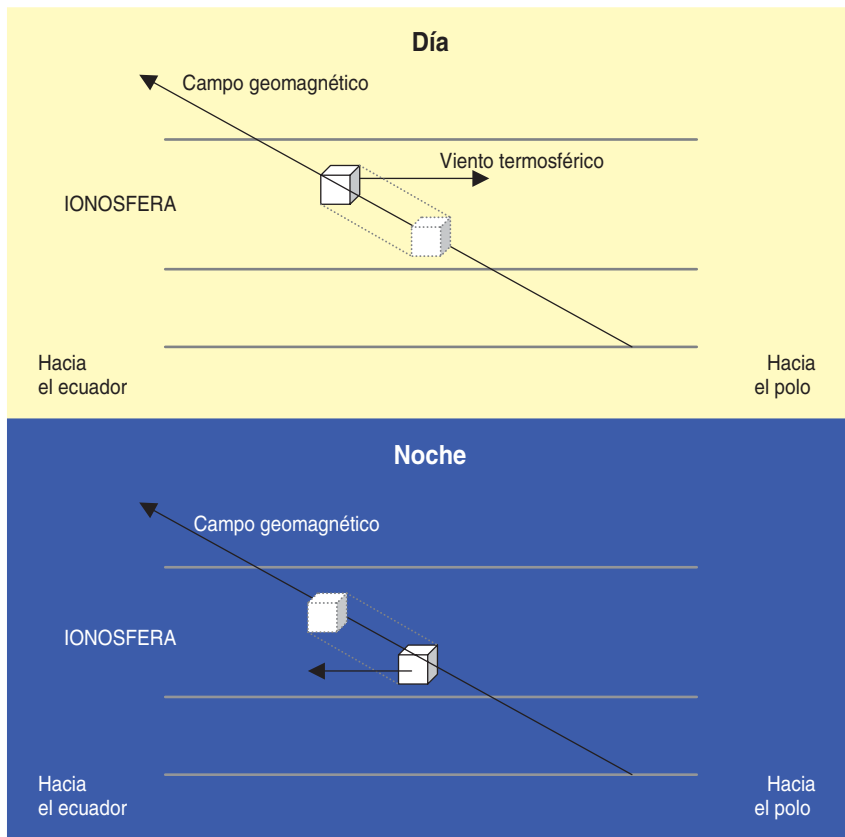 Día
Campo geomagnético
Viento termosférico
IONOSFERA
Hacia
el ecuador
Hacia
el polo
Noche
Campo geomagnético
IONOSFERA
Hacia
el ecuador
Hacia
el polo